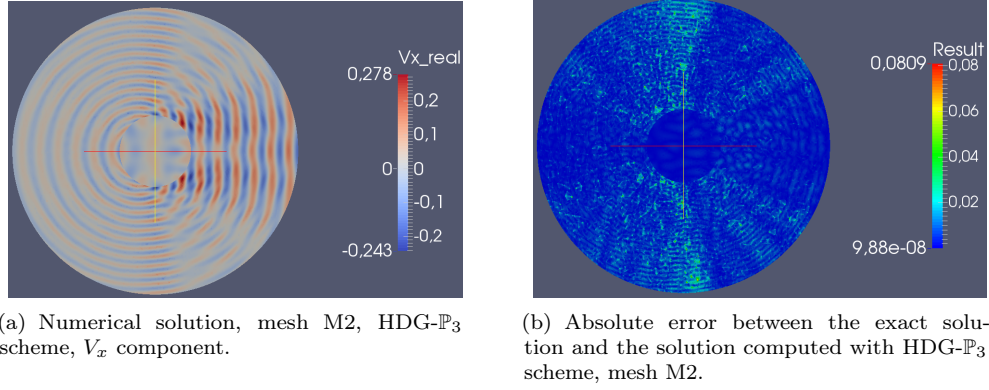 Vx_real
0,278
0,2
0,1
0
0
-0,1
-0,2
-0,243
Result
0,0809
0,08
0,06
0,04
0,02
9,88e-08
(a) Numerical solution, mesh M2, HDG-ℙ₃
scheme, Vₓ component.
(b) Absolute error between the exact solu-
tion and the solution computed with HDG-ℙ₃
scheme, mesh M2.